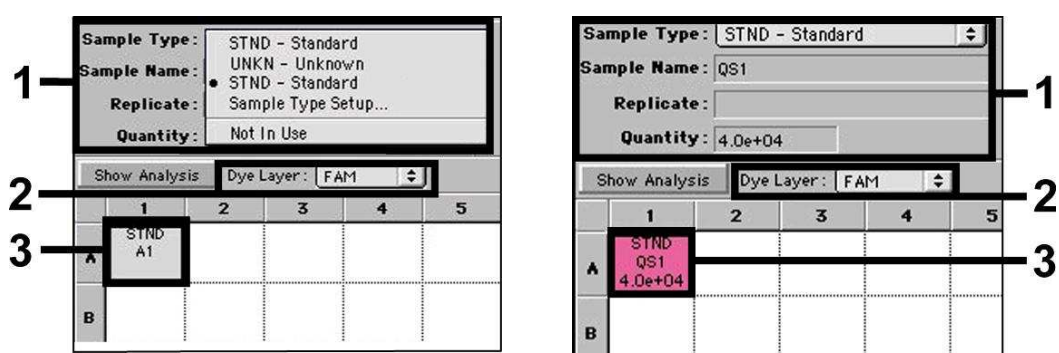 Sample Type:
STND - Standard
UNKN - Unknown
Sample Name:
• STND - Standard
Replicate:
Sample Type Setup...
Quantity:
Not In Use
1
Show Analysis
Dye Layer: FAM
2
1 2 3 4 5
STND
A1
3
A
B
Sample Type: STND - Standard
Sample Name: QS1
Replicate:
Quantity: 4.0e+04
1
Show Analysis
Dye Layer: FAM
2
1 2 3 4 5
STND
QS1
4.0e+04
3
A
B